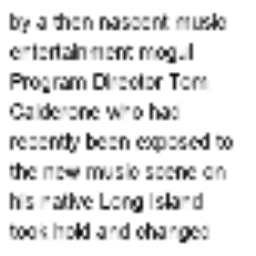 by a then nascent music
entertainment mogul
Program Director Tom
Calderone who had
recently been exposed to
the new music scene on
his native Long Island
took hold and changed